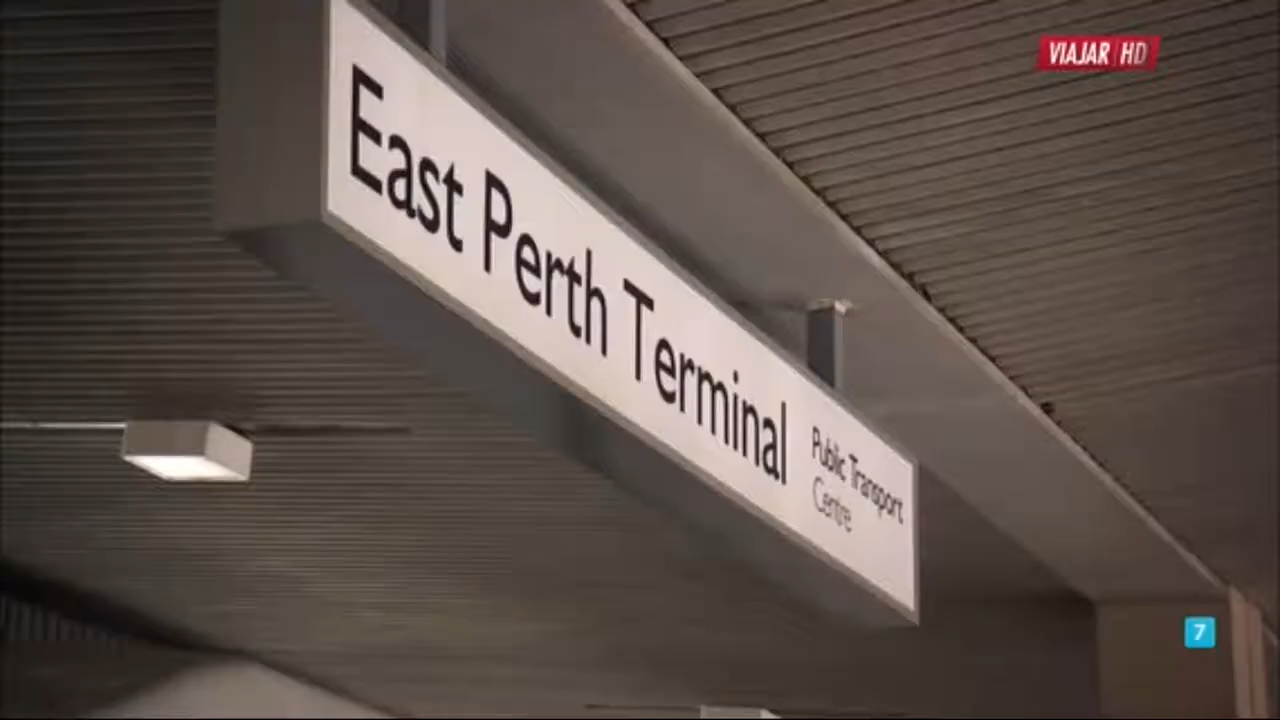 VIAJAR HD
East Perth Terminal
Public Transport
Centre
7